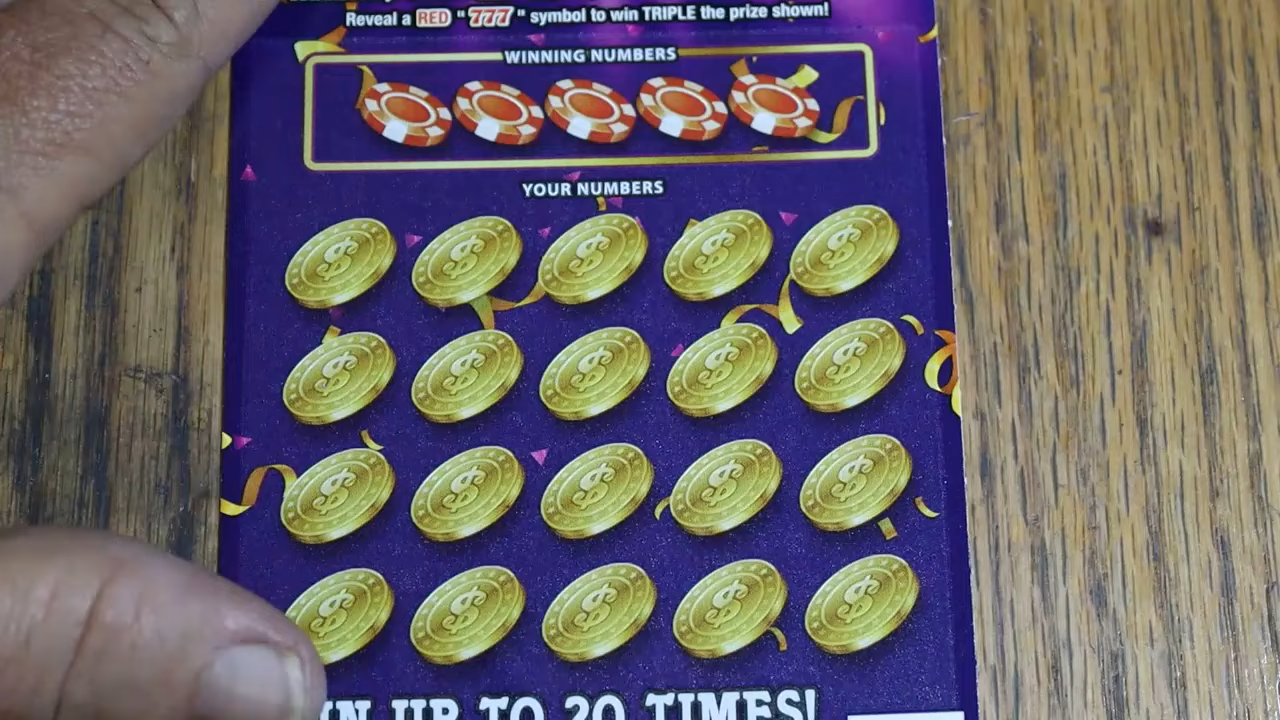 Reveal a RED "777" symbol to win TRIPLE the prize shown!
WINNING NUMBERS
YOUR NUMBERS
$ $ $ $ $
$ $ $ $ $
$ $ $ $ $
$ $ $ $ $
UP TO 20 TIMES!